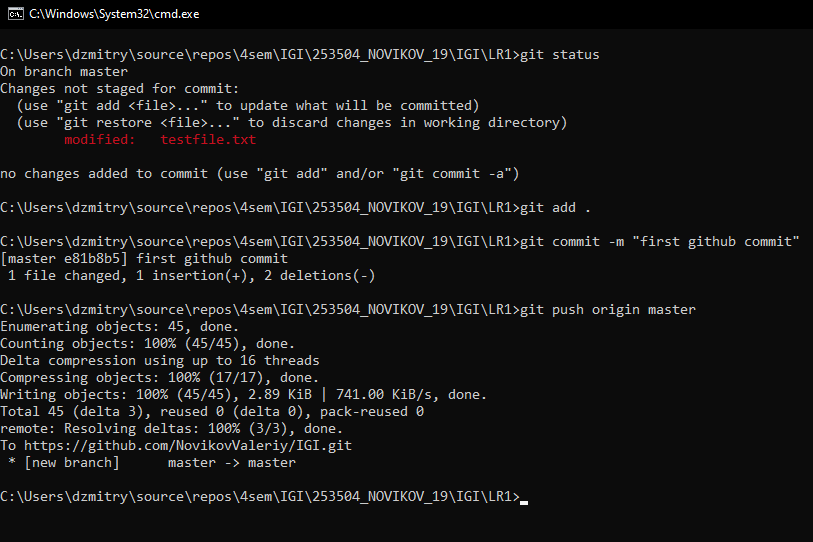 C:\Windows\System32\cmd.exe
C:\Users\dzmitry\source\repos\4sem\IGI\253504_NOVIKOV_19\IGI\LR1>git status
On branch master
Changes not staged for commit:
  (use "git add <file>..." to update what will be committed)
  (use "git restore <file>..." to discard changes in working directory)
        modified:   testfile.txt
no changes added to commit (use "git add" and/or "git commit -a")
C:\Users\dzmitry\source\repos\4sem\IGI\253504_NOVIKOV_19\IGI\LR1>git add .
C:\Users\dzmitry\source\repos\4sem\IGI\253504_NOVIKOV_19\IGI\LR1>git commit -m "first github commit"
[master e81b8b5] first github commit
 1 file changed, 1 insertion(+), 2 deletions(-)
C:\Users\dzmitry\source\repos\4sem\IGI\253504_NOVIKOV_19\IGI\LR1>git push origin master
Enumerating objects: 45, done.
Counting objects: 100% (45/45), done.
Delta compression using up to 16 threads
Compressing objects: 100% (17/17), done.
Writing objects: 100% (45/45), 2.89 KiB | 741.00 KiB/s, done.
Total 45 (delta 3), reused 0 (delta 0), pack-reused 0
remote: Resolving deltas: 100% (3/3), done.
To https://github.com/NovikovValeriy/IGI.git
 * [new branch]      master -> master
C:\Users\dzmitry\source\repos\4sem\IGI\253504_NOVIKOV_19\IGI\LR1>